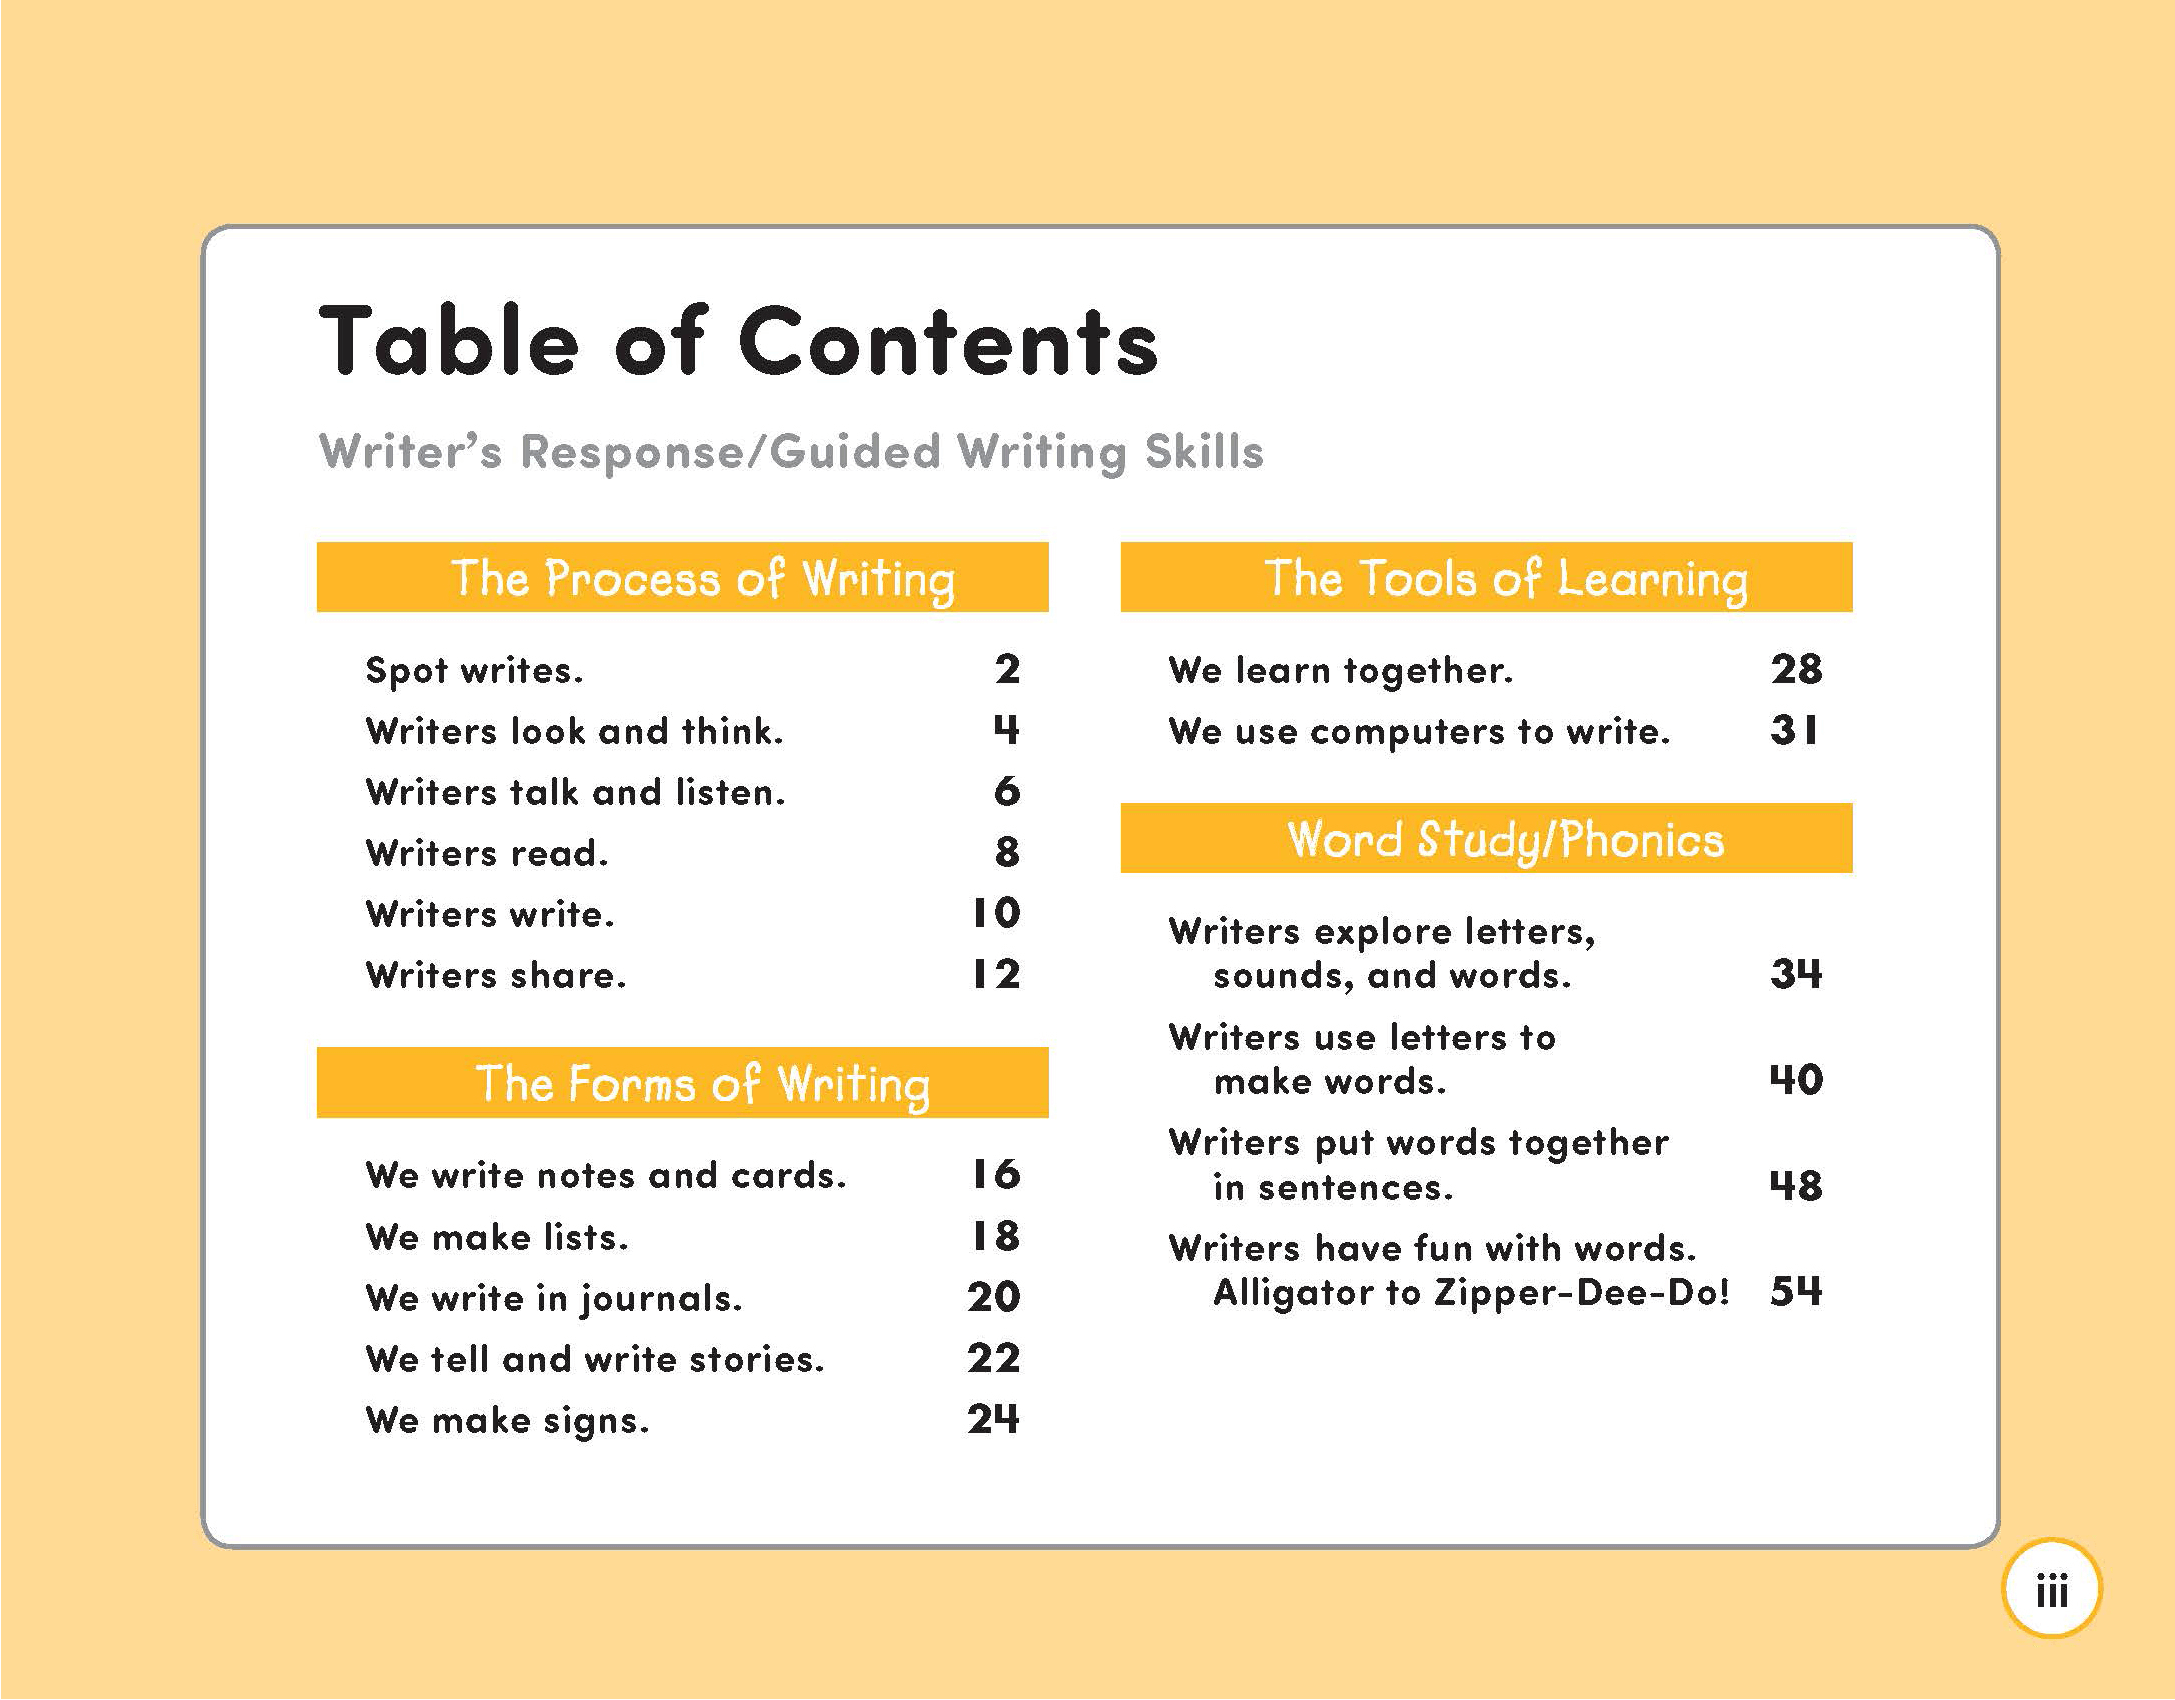 Table of Contents
Writer’s Response/Guided Writing Skills
The Process of Writing
Spot writes. 2
Writers look and think. 4
Writers talk and listen. 6
Writers read. 8
Writers write. 10
Writers share. 12
The Forms of Writing
We write notes and cards. 16
We make lists. 18
We write in journals. 20
We tell and write stories. 22
We make signs. 24
The Tools of Learning
We learn together. 28
We use computers to write. 31
Word Study/Phonics
Writers explore letters,
sounds, and words. 34
Writers use letters to
make words. 40
Writers put words together
in sentences. 48
Writers have fun with words.
Alligator to Zipper-Dee-Do! 54
iii